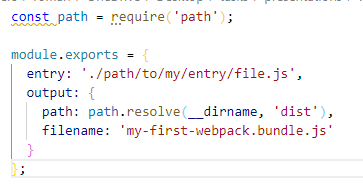 const path = require('path');
module.exports = {
  entry: './path/to/my/entry/file.js',
  output: {
    path: path.resolve(__dirname, 'dist'),
    filename: 'my-first-webpack.bundle.js'
  }
};